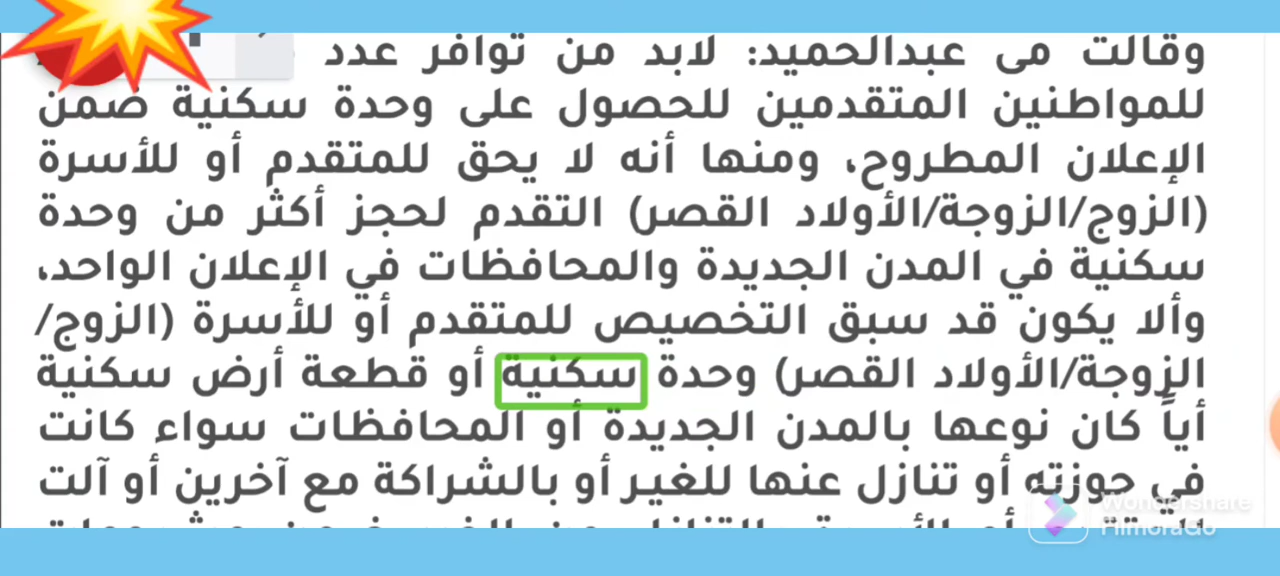 وقالت مى عبدالحميد: لابد من توافر عدد
للمواطنين المتقدمين للحصول على وحدة سكنية ضمن
الإعلان المطروح، ومنها أنه لا يحق للمتقدم أو للأسرة
(الزوج/الزوجة/الأولاد القصر) التقدم لحجز أكثر من وحدة
سكنية في المدن الجديدة والمحافظات في الإعلان الواحد،
وألا يكون قد سبق التخصيص للمتقدم أو للأسرة (الزوج/
الزوجة/الأولاد القصر) وحدة سكنية أو قطعة أرض سكنية
أياً كان نوعها بالمدن الجديدة أو المحافظات سواء كانت
في حوزته أو تنازل عنها للغير أو بالشراكة مع آخرين أو آلت
Wondershare
FilmoraGo